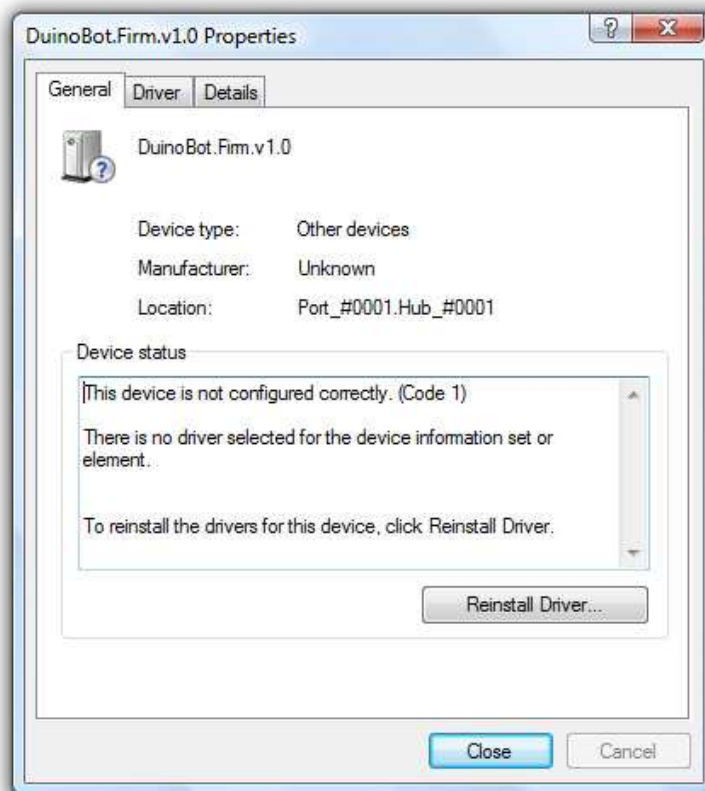 DuinoBot.Firm.v1.0 Properties
General Driver Details
DuinoBot.Firm.v1.0
Device type: Other devices
Manufacturer: Unknown
Location: Port_#0001.Hub_#0001
Device status
This device is not configured correctly. (Code 1)
There is no driver selected for the device information set or
element.
To reinstall the drivers for this device, click Reinstall Driver.
Reinstall Driver...
Close Cancel